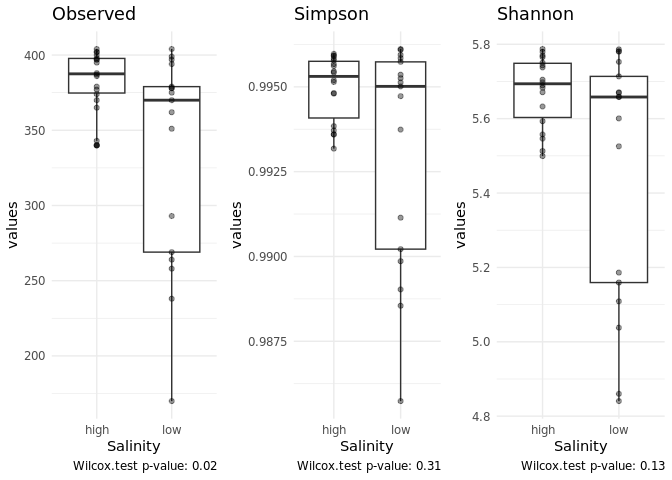 Observed
values
400
350
300
250
200
high low
Salinity
Wilcox.test p-value: 0.02
Simpson
values
0.9950
0.9925
0.9900
0.9875
high low
Salinity
Wilcox.test p-value: 0.31
Shannon
values
5.8
5.6
5.4
5.2
5.0
4.8
high low
Salinity
Wilcox.test p-value: 0.13